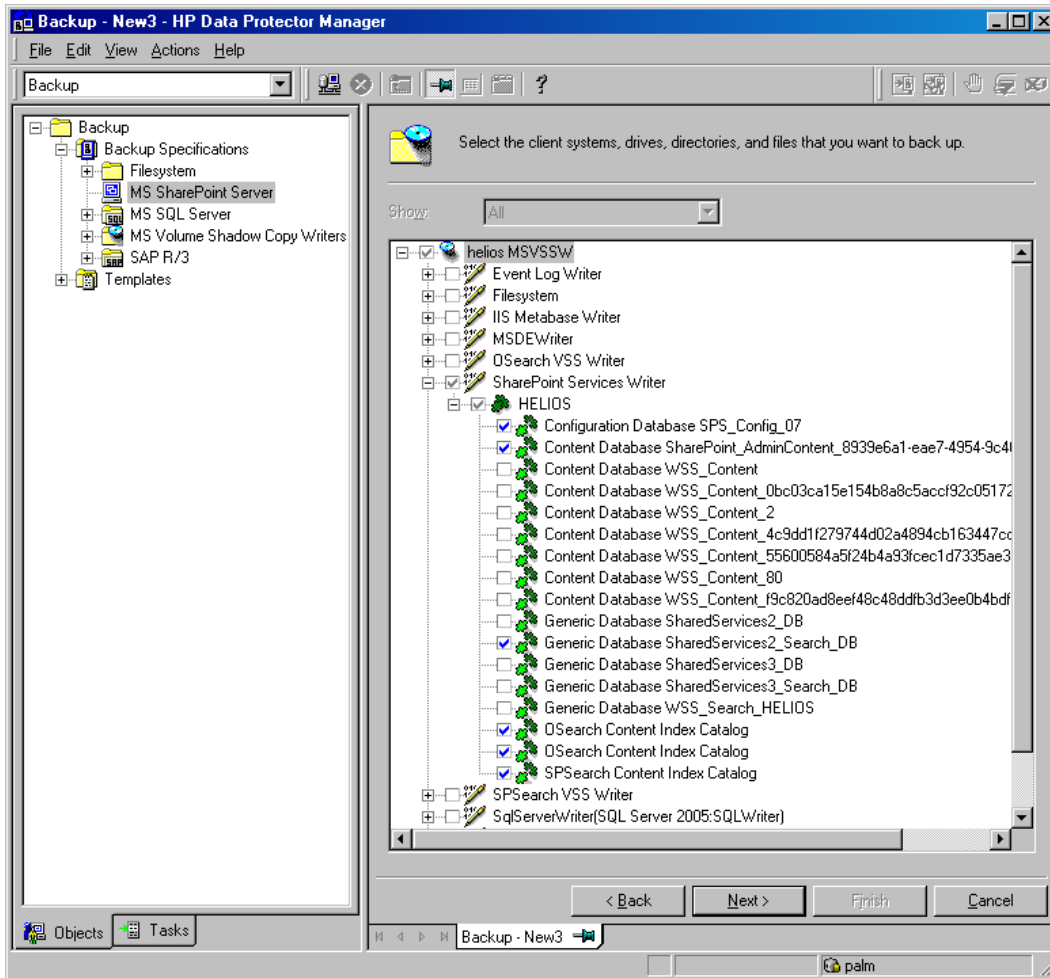 Backup - New3 - HP Data Protector Manager
File Edit View Actions Help
Backup
Backup
Backup Specifications
Filesystem
MS SharePoint Server
MS SQL Server
MS Volume Shadow Copy Writers
SAP R/3
Templates
Objects Tasks
Select the client systems, drives, directories, and files that you want to back up.
Show: All
helios MSVSSW
Event Log Writer
Filesystem
IIS Metabase Writer
MSDEWriter
OSearch VSS Writer
SharePoint Services Writer
HELIOS
Configuration Database SPS_Config_07
Content Database SharePoint_AdminContent_8939e6a1-eae7-4954-9c4
Content Database WSS_Content
Content Database WSS_Content_0bc03ca15e154b8a8c5accf92c05172
Content Database WSS_Content_2
Content Database WSS_Content_4c9dd1f279744d02a4894cb163447cc
Content Database WSS_Content_55600584a5f24b4a93fcec1d7335ae3
Content Database WSS_Content_80
Content Database WSS_Content_f9c820ad8eef48c48ddfb3d3ee0b4bdf
Generic Database SharedServices2_DB
Generic Database SharedServices2_Search_DB
Generic Database SharedServices3_DB
Generic Database SharedServices3_Search_DB
Generic Database WSS_Search_HELIOS
OSearch Content Index Catalog
OSearch Content Index Catalog
SPSearch Content Index Catalog
SPSearch VSS Writer
SqlServerWriter(SQL Server 2005:SQLWriter)
< Back Next > Finish Cancel
Backup - New3
palm